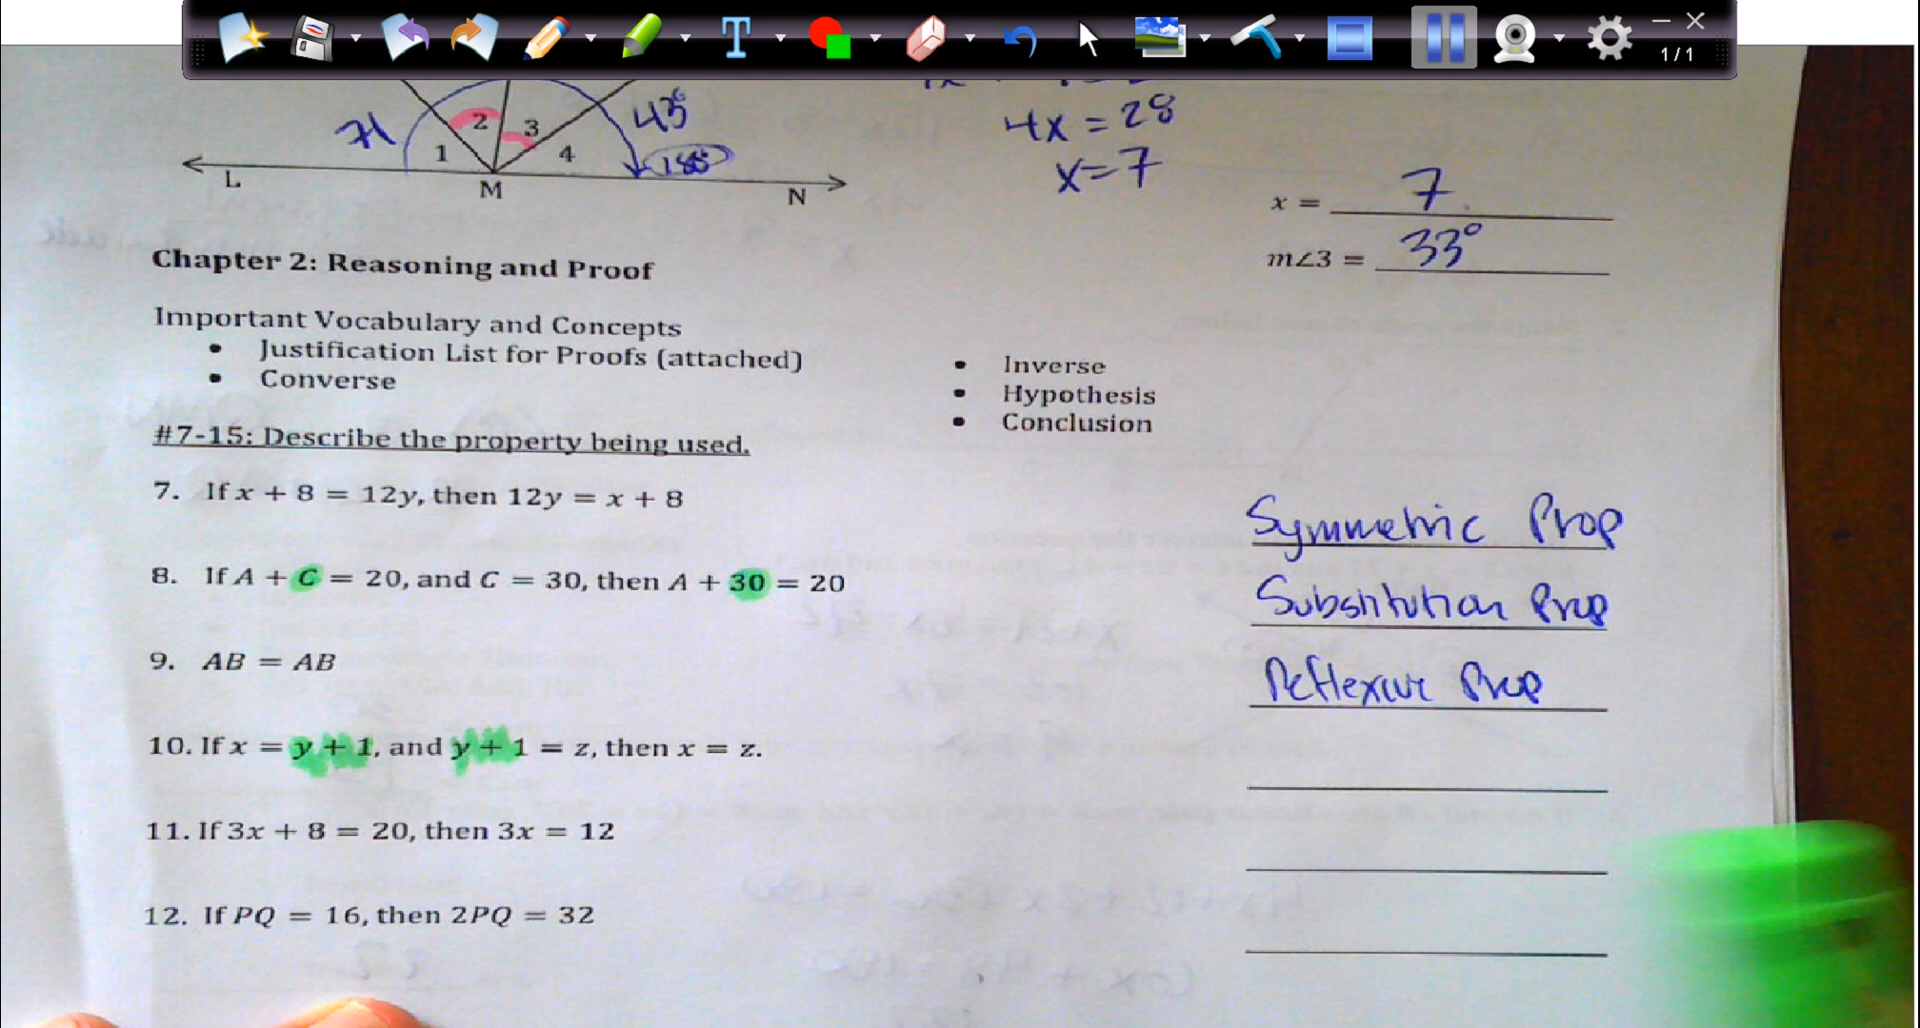 1/1
4x = 28
71 2 3 43°
1 4 180°
x=7
L M N
x = 7
m∠3 = 33°
Chapter 2: Reasoning and Proof
Important Vocabulary and Concepts
• Justification List for Proofs (attached)
• Converse
• Inverse
• Hypothesis
• Conclusion
#7-15: Describe the property being used.
7. If x + 8 = 12y, then 12y = x + 8 Symmetric Prop
8. If A + C = 20, and C = 30, then A + 30 = 20 Substitution Prop
9. AB = AB Reflexive Prop
10. If x = y + 1, and y + 1 = z, then x = z.
11. If 3x + 8 = 20, then 3x = 12
12. If PQ = 16, then 2PQ = 32